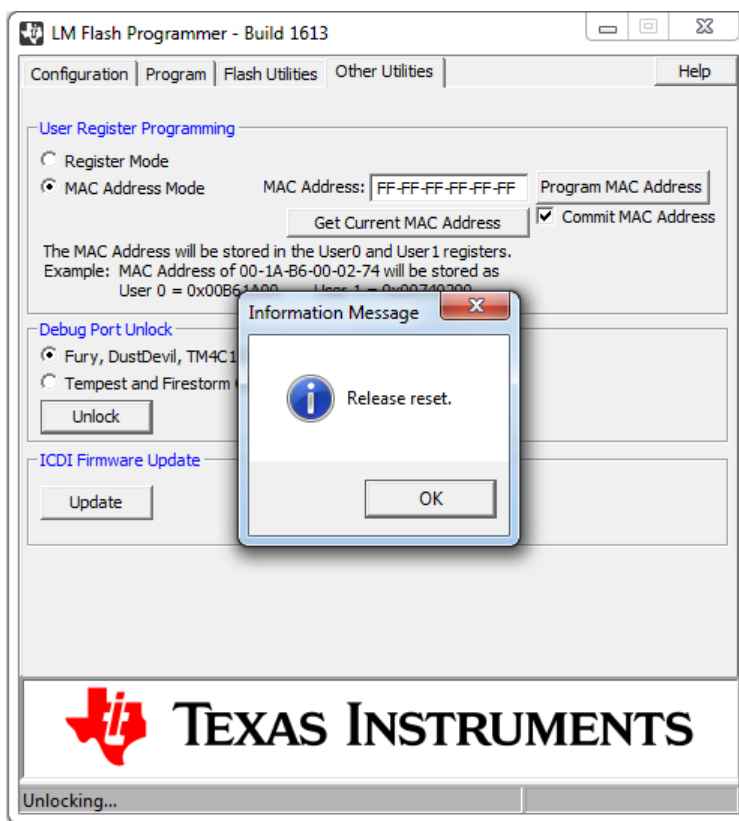 LM Flash Programmer - Build 1613
Configuration Program Flash Utilities Other Utilities Help
User Register Programming
Register Mode
MAC Address Mode MAC Address: FF-FF-FF-FF-FF-FF Program MAC Address
Get Current MAC Address Commit MAC Address
The MAC Address will be stored in the User0 and User1 registers.
Example: MAC Address of 00-1A-B6-00-02-74 will be stored as
User 0 = 0x00B61A00 User 1 = 0x00740200
Information Message
Debug Port Unlock
Fury, DustDevil, TM4C1
Tempest and Firestorm
Release reset.
Unlock
ICDI Firmware Update
Update
OK
TEXAS INSTRUMENTS
Unlocking...